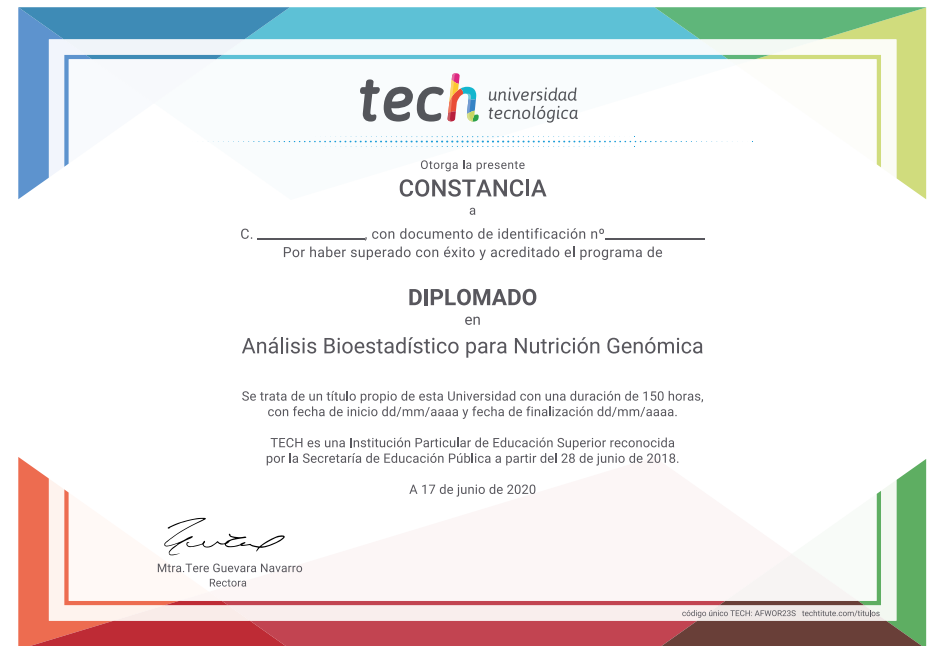 tech universidad
tecnológica
Otorga la presente
CONSTANCIA
a
C. ______________, con documento de identificación nº______________
Por haber superado con éxito y acreditado el programa de
DIPLOMADO
en
Análisis Bioestadístico para Nutrición Genómica
Se trata de un título propio de esta Universidad con una duración de 150 horas,
con fecha de inicio dd/mm/aaaa y fecha de finalización dd/mm/aaaa.
TECH es una Institución Particular de Educación Superior reconocida
por la Secretaría de Educación Pública a partir del 28 de junio de 2018.
A 17 de junio de 2020
Mtra.Tere Guevara Navarro
Rectora
código único TECH: AFWOR23S techtitute.com/titulos